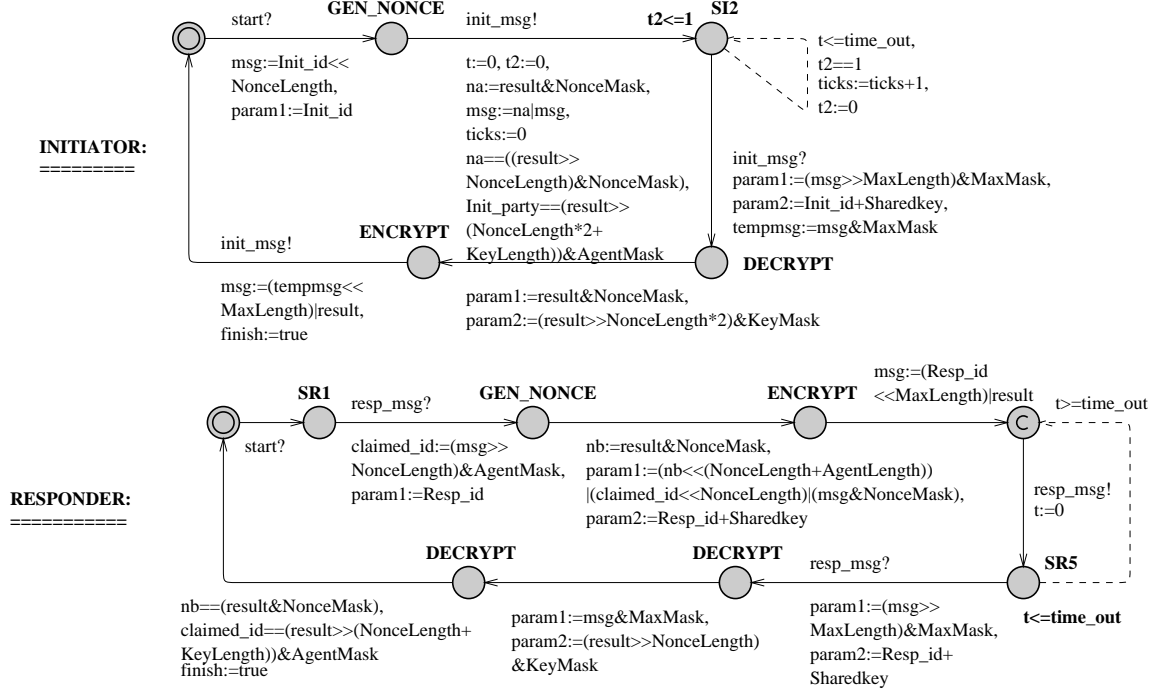 INITIATOR:
=========
start?
msg:=Init_id<<
NonceLength,
param1:=Init_id
GEN_NONCE
init_msg!
t:=0, t2:=0,
na:=result&NonceMask,
msg:=na|msg,
ticks:=0
t2<=1
SI2
t<=time_out,
t2==1
ticks:=ticks+1,
t2:=0
init_msg?
param1:=(msg>>MaxLength)&MaxMask,
param2:=Init_id+Sharedkey,
tempmsg:=msg&MaxMask
DECRYPT
na==((result>>
NonceLength)&NonceMask),
Init_party==(result>>
(NonceLength*2+
KeyLength))&AgentMask
param1:=result&NonceMask,
param2:=(result>>NonceLength*2)&KeyMask
ENCRYPT
init_msg!
msg:=(tempmsg<<
MaxLength)|result,
finish:=true
RESPONDER:
===========
start?
SR1
resp_msg?
claimed_id:=(msg>>
NonceLength)&AgentMask,
param1:=Resp_id
GEN_NONCE
nb:=result&NonceMask,
param1:=(nb<<(NonceLength+AgentLength))
|(claimed_id<<NonceLength)|(msg&NonceMask),
param2:=Resp_id+Sharedkey
ENCRYPT
msg:=(Resp_id
<<MaxLength)|result
C
t>=time_out
resp_msg!
t:=0
SR5
t<=time_out
resp_msg?
param1:=(msg>>
MaxLength)&MaxMask,
param2:=Resp_id+
Sharedkey
DECRYPT
param1:=msg&MaxMask,
param2:=(result>>NonceLength)
&KeyMask
DECRYPT
nb==(result&NonceMask),
claimed_id==(result>>(NonceLength+
KeyLength))&AgentMask
finish:=true